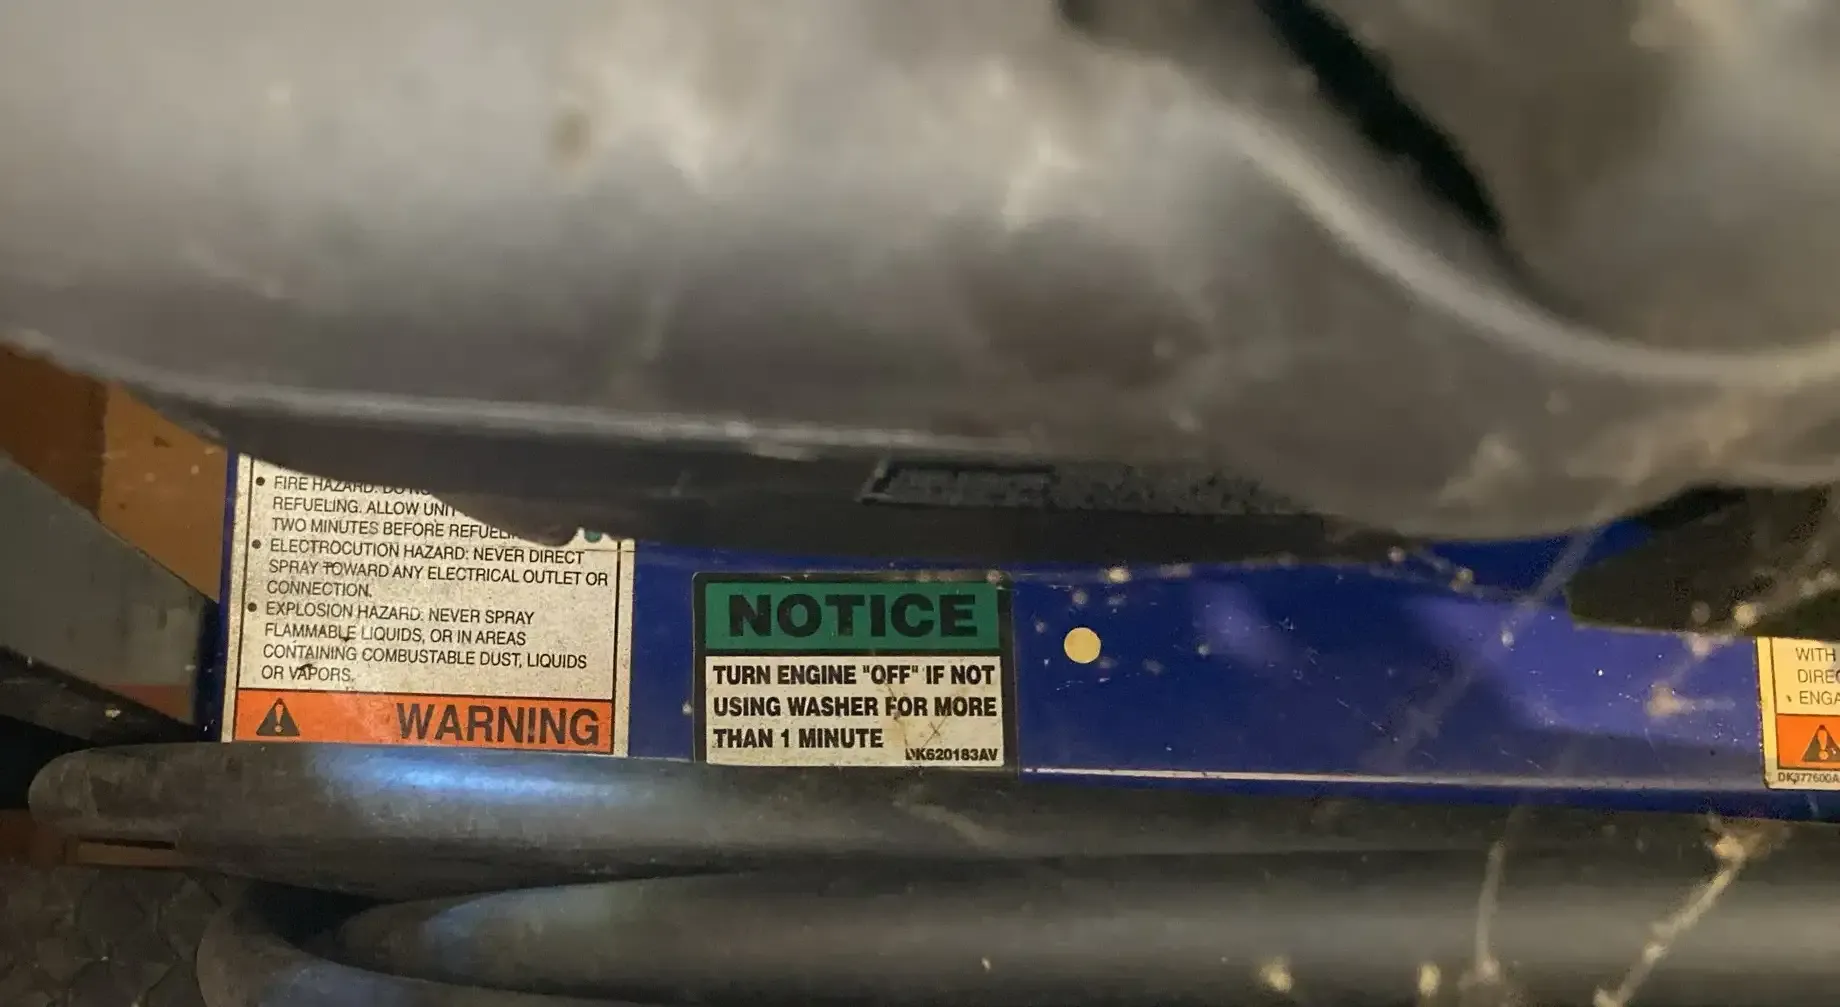 • FIRE HAZARD: DO
REFUELING. ALLOW UNIT
TWO MINUTES BEFORE
• ELECTROCUTION HAZARD: NEVER DIRECT
SPRAY TOWARD ANY ELECTRICAL OUTLET OR
CONNECTION.
• EXPLOSION HAZARD: NEVER SPRAY
FLAMMABLE LIQUIDS, OR IN AREAS
CONTAINING COMBUSTABLE DUST, LIQUIDS
OR VAPORS.
WARNING
NOTICE
TURN ENGINE "OFF" IF NOT
USING WASHER FOR MORE
THAN 1 MINUTE
DK620183AV
WITH